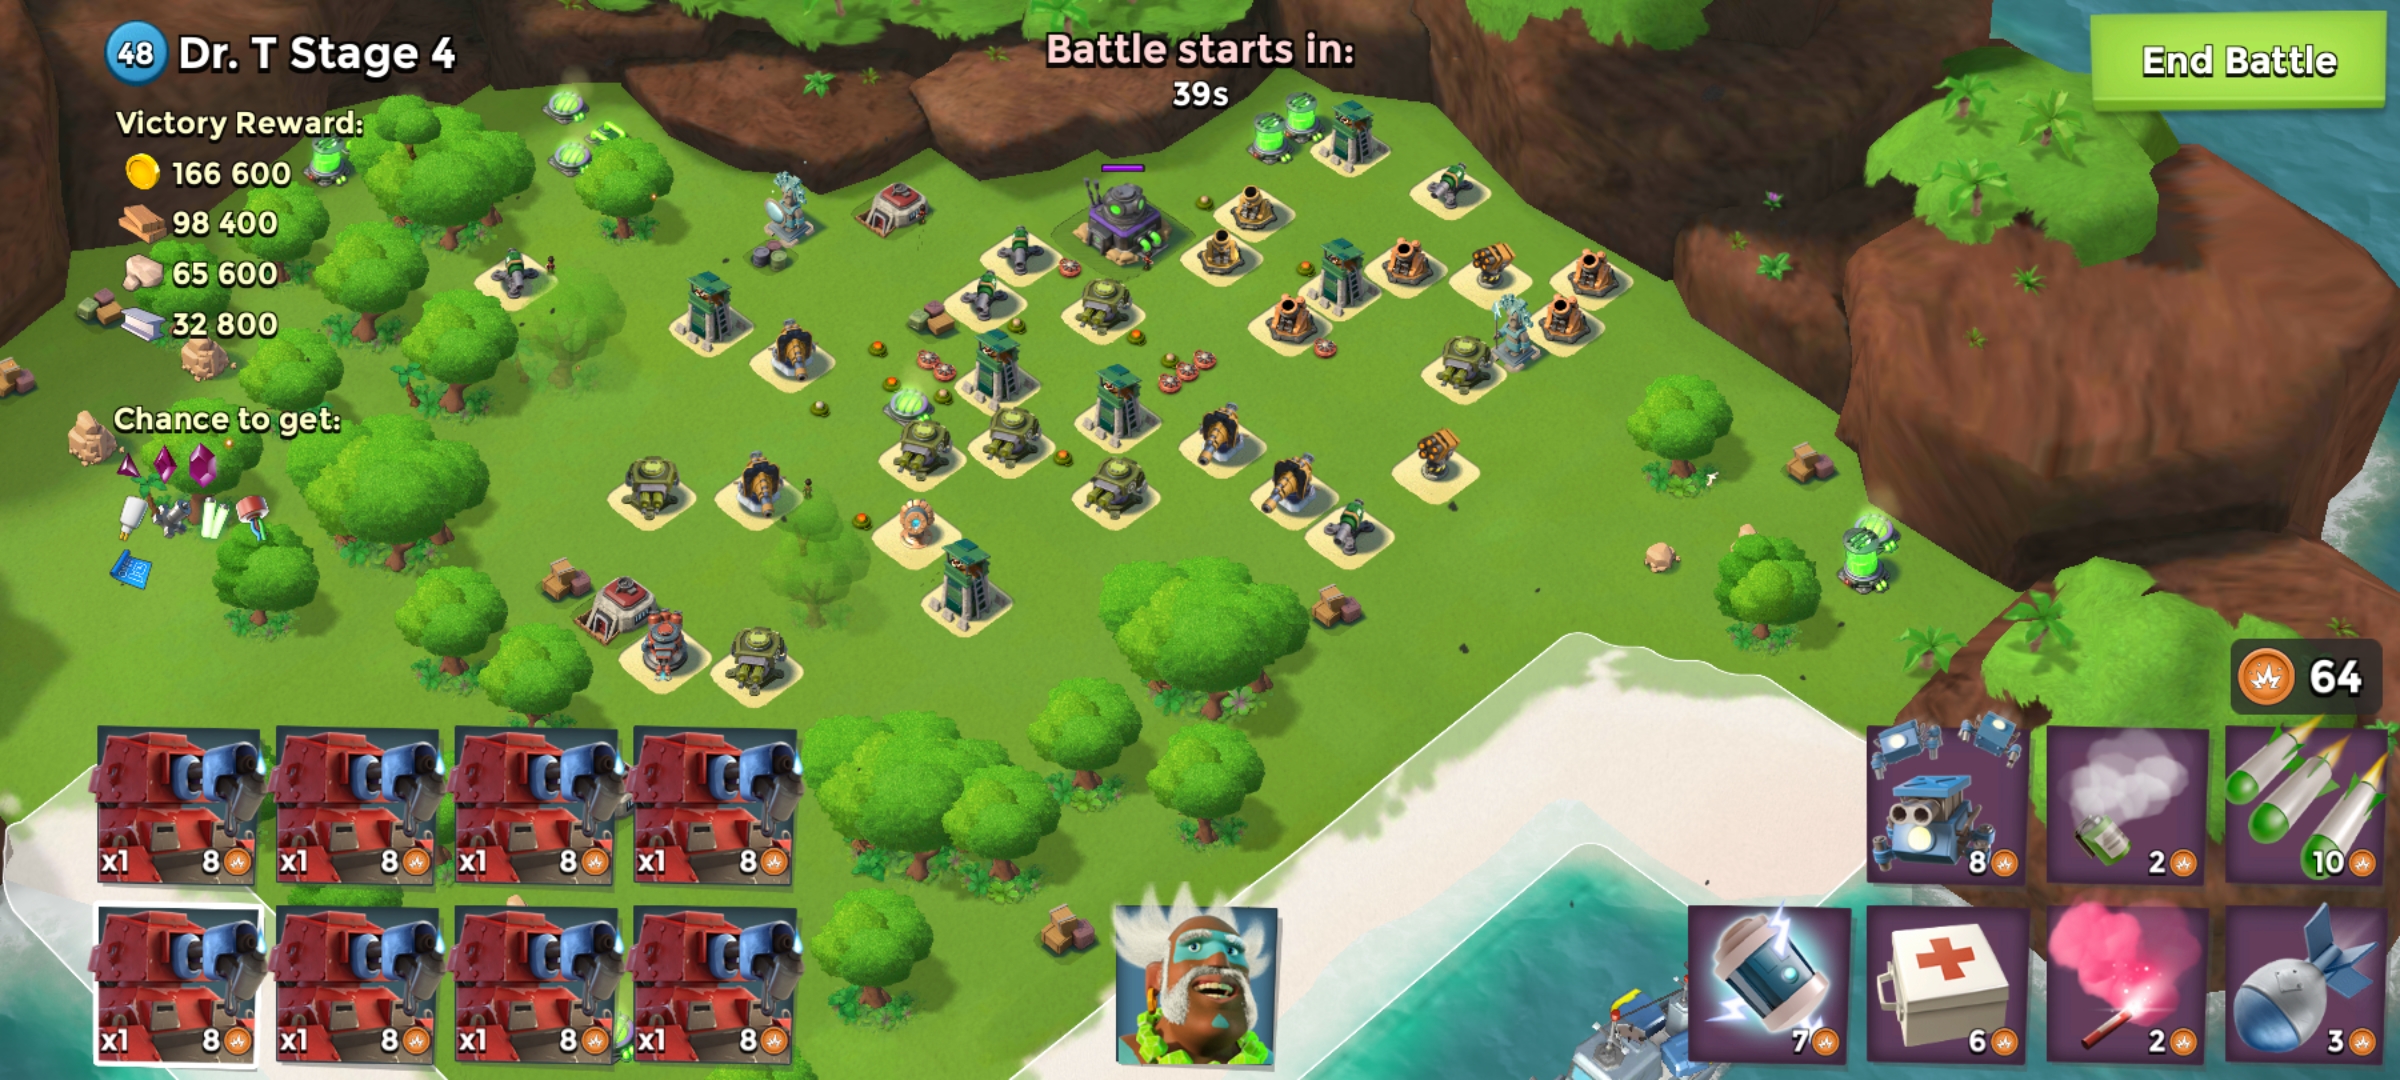 48 Dr. T Stage 4
Battle starts in:
39s
End Battle
Victory Reward:
166 600
98 400
65 600
32 800
Chance to get:
64
x1 8
x1 8
x1 8
x1 8
8
2
10
x1 8
x1 8
x1 8
x1 8
7
6
2
3